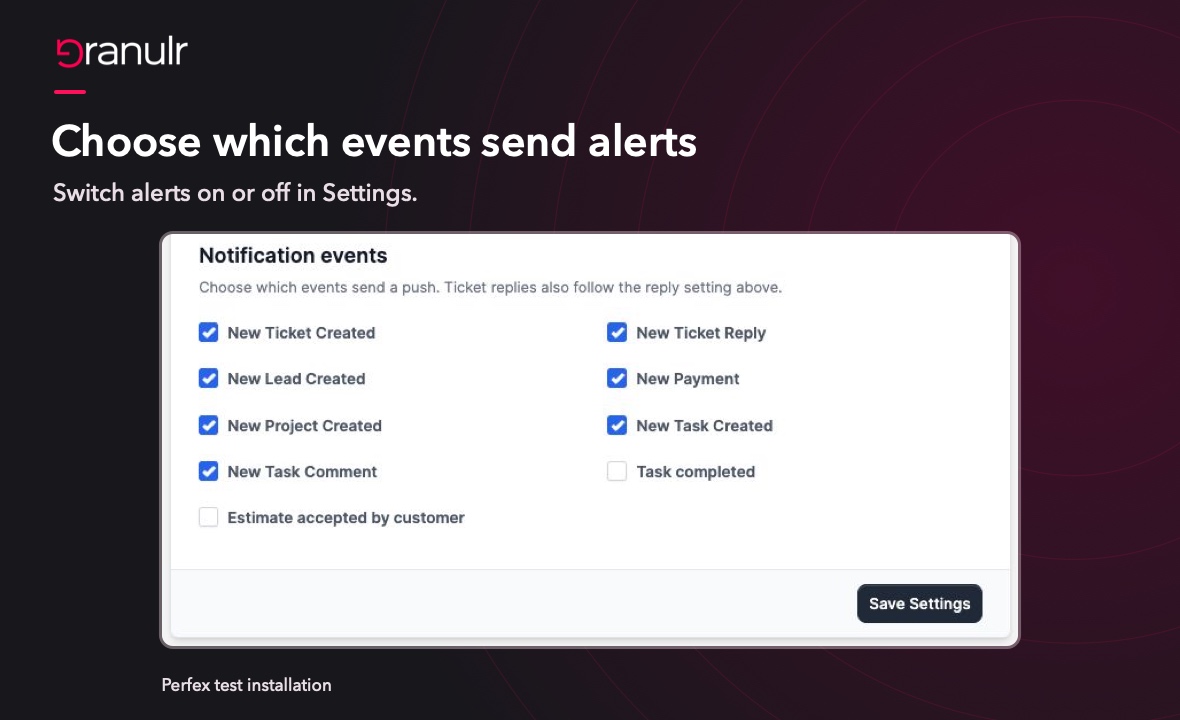 Granulr
Choose which events send alerts
Switch alerts on or off in Settings.
Notification events
Choose which events send a push. Ticket replies also follow the reply setting above.
New Ticket Created
New Ticket Reply
New Lead Created
New Payment
New Project Created
New Task Created
New Task Comment
Task completed
Estimate accepted by customer
Save Settings
Perfex test installation